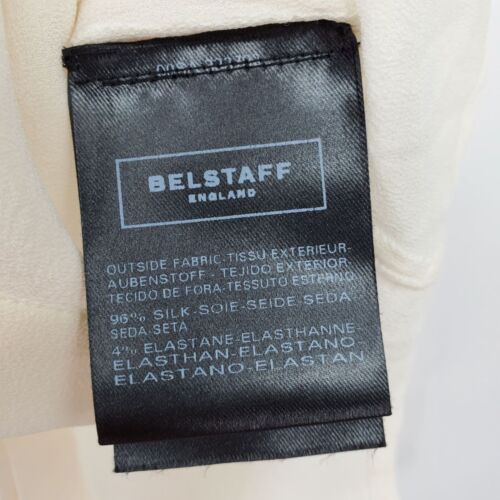 BELSTAFF
ENGLAND
OUTSIDE FABRIC-TISSU EXTERIEUR-
AUBENSTOFF - TEJIDO EXTERIOR-
TECIDO DE FORA-TESSUTO ESTERNO
96% SILK-SOIE-SEIDE-SEDA-
SEDA-SETA
4% ELASTANE-ELASTHANNE-
ELASTHAN-ELASTANO-
ELASTANO-ELASTAN